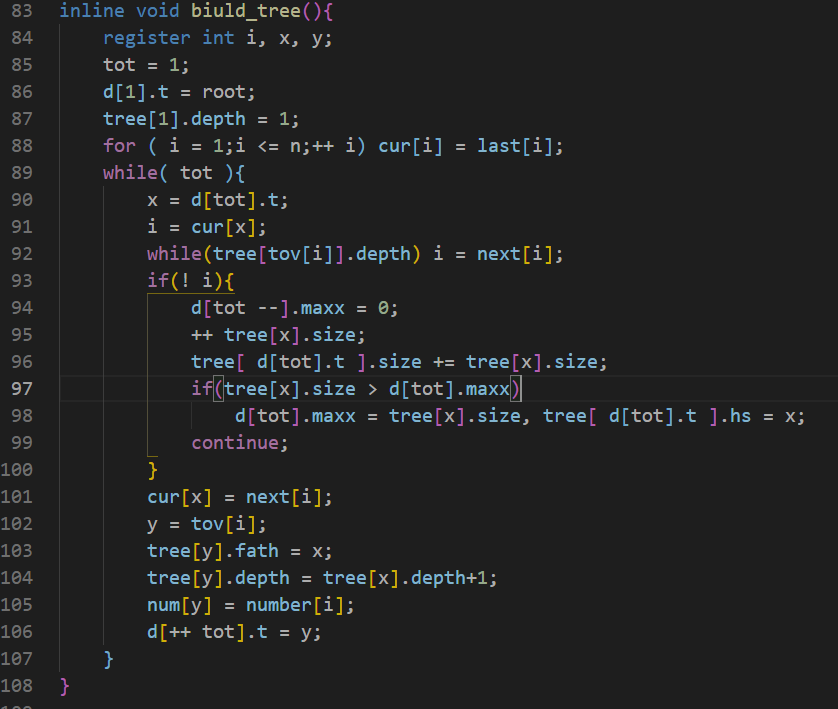 83 inline void biuld_tree(){
84     register int i, x, y;
85     tot = 1;
86     d[1].t = root;
87     tree[1].depth = 1;
88     for ( i = 1;i <= n;++ i) cur[i] = last[i];
89     while( tot ){
90         x = d[tot].t;
91         i = cur[x];
92         while(tree[tov[i]].depth) i = next[i];
93         if(! i){
94             d[tot --].maxx = 0;
95             ++ tree[x].size;
96             tree[ d[tot].t ].size += tree[x].size;
97             if(tree[x].size > d[tot].maxx)
98                 d[tot].maxx = tree[x].size, tree[ d[tot].t ].hs = x;
99             continue;
100         }
101         cur[x] = next[i];
102         y = tov[i];
103         tree[y].fath = x;
104         tree[y].depth = tree[x].depth+1;
105         num[y] = number[i];
106         d[++ tot].t = y;
107     }
108 }